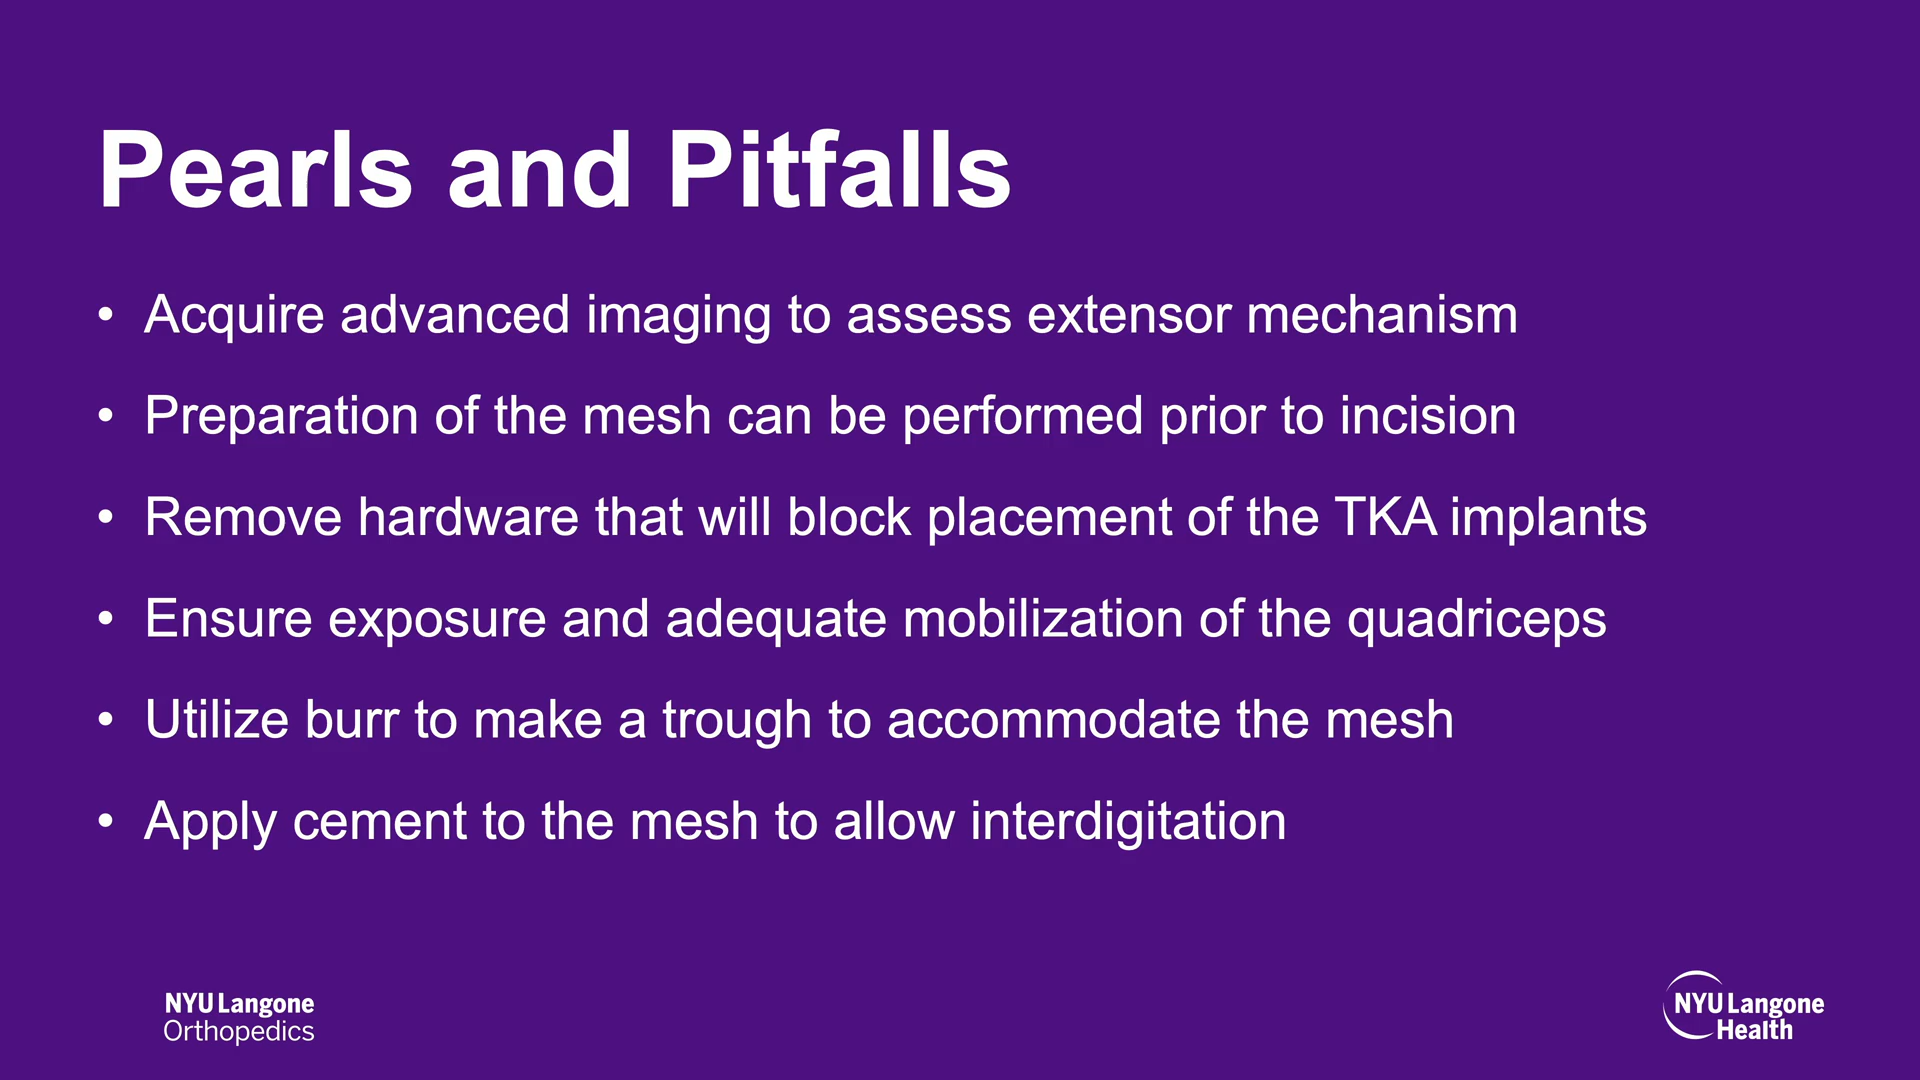 Pearls and Pitfalls
• Acquire advanced imaging to assess extensor mechanism
• Preparation of the mesh can be performed prior to incision
• Remove hardware that will block placement of the TKA implants
• Ensure exposure and adequate mobilization of the quadriceps
• Utilize burr to make a trough to accommodate the mesh
• Apply cement to the mesh to allow interdigitation
NYU Langone
Orthopedics
NYU Langone
Health